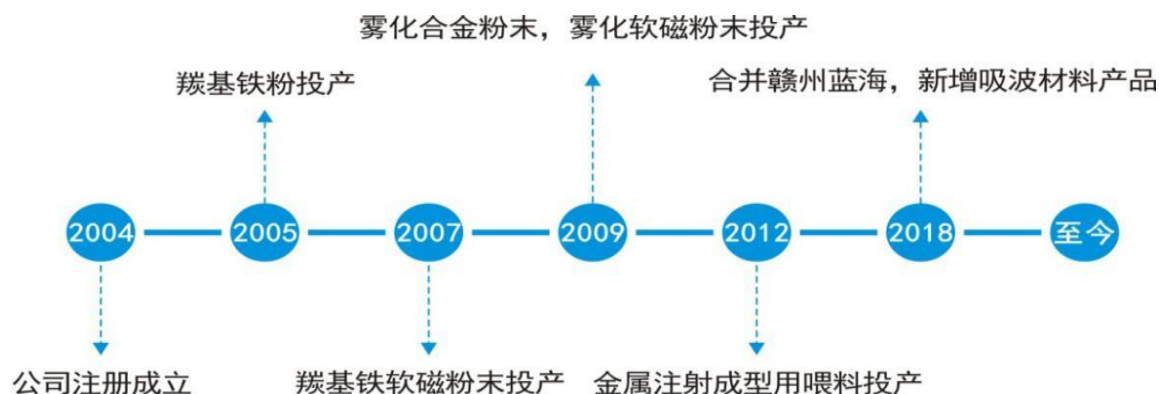 雾化合金粉末，雾化软磁粉末投产
羰基铁粉投产
合并赣州蓝海，新增吸波材料产品
2004
2005
2007
2009
2012
2018
至今
公司注册成立
羰基铁软磁粉末投产
金属注射成型用喂料投产